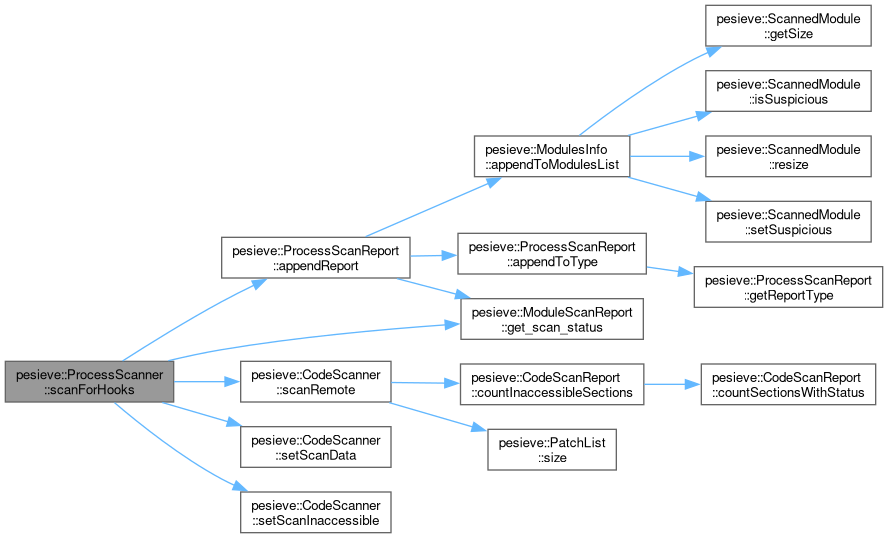 pesieve::ScannedModule
::getSize
pesieve::ScannedModule
::isSuspicious
pesieve::ModulesInfo
::appendToModulesList
pesieve::ScannedModule
::resize
pesieve::ScannedModule
::setSuspicious
pesieve::ProcessScanReport
::appendReport
pesieve::ProcessScanReport
::appendToType
pesieve::ProcessScanReport
::getReportType
pesieve::ModuleScanReport
::get_scan_status
pesieve::ProcessScanner
::scanForHooks
pesieve::CodeScanner
::scanRemote
pesieve::CodeScanReport
::countInaccessibleSections
pesieve::CodeScanReport
::countSectionsWithStatus
pesieve::CodeScanner
::setScanData
pesieve::PatchList
::size
pesieve::CodeScanner
::setScanInaccessible